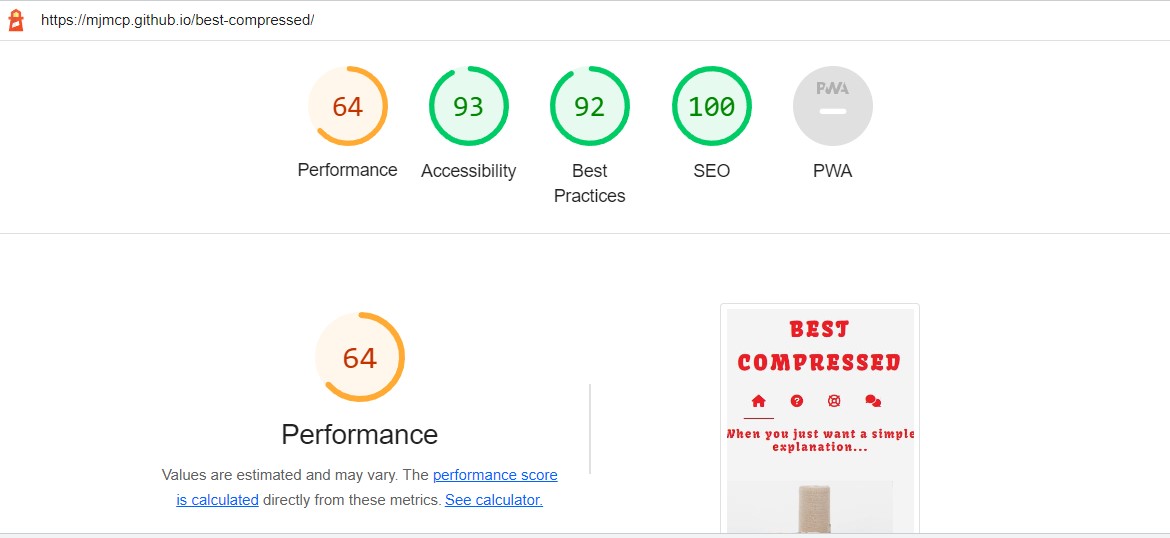 https://mjmcp.github.io/best-compressed/
64
93
92
100
PWA
Performance
Accessibility
Best
Practices
SEO
PWA
64
Performance
Values are estimated and may vary. The performance score
is calculated directly from these metrics. See calculator.
BEST
COMPRESSED
When you just want a simple
explanation...